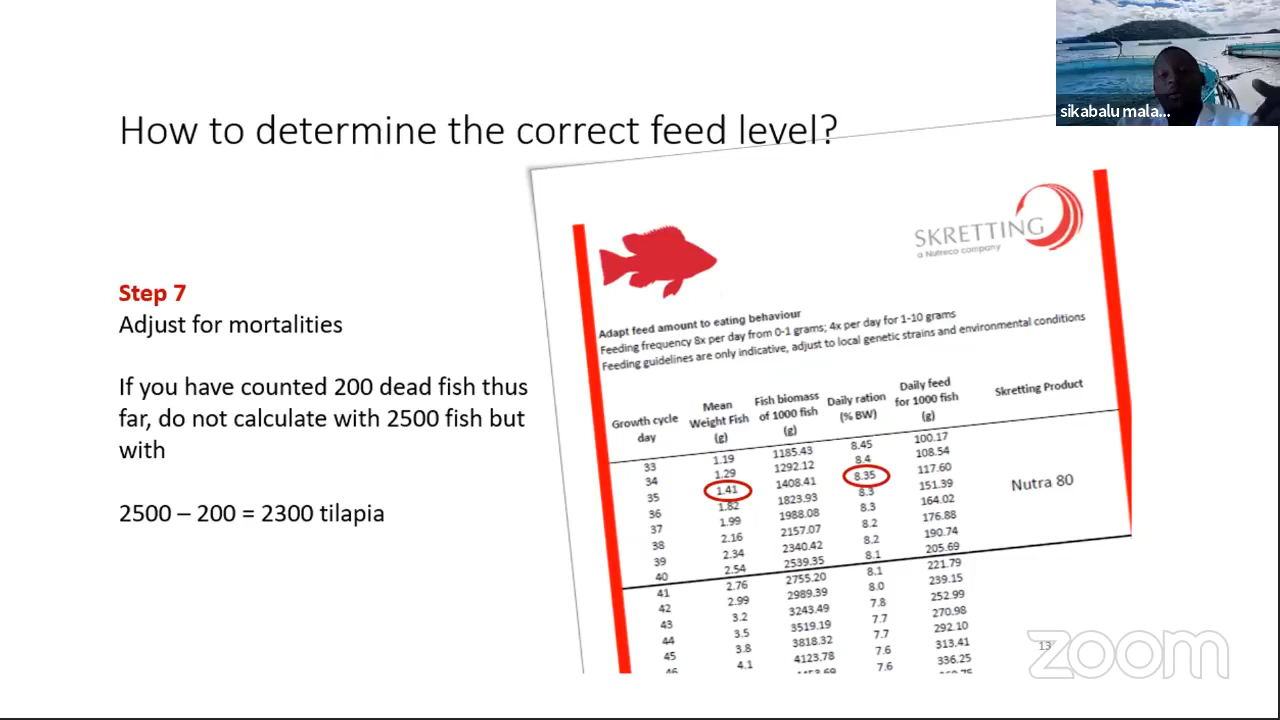 sikabalu mala...
How to determine the correct feed level?
SKRETTING
a Nutreco company
Step 7
Adjust for mortalities
If you have counted 200 dead fish thus
far, do not calculate with 2500 fish but
with
2500 – 200 = 2300 tilapia
Adapt feed amount to eating behaviour
Feeding frequency 8x per day from 0-1 grams; 4x per day for 1-10 grams
Feeding guidelines are only indicative, adjust to local genetic strains and environmental conditions
Growth cycle day Mean Weight Fish (g) Fish biomass of 1000 fish (g) Daily ration (% BW) Daily feed for 1000 fish (g) Skretting Product
33 1.19 1185.43 8.45 100.17
34 1.29 1292.12 8.4 108.54
35 1.41 1408.41 8.35 117.60
36 1.82 1823.93 8.3 151.39
37 1.99 1988.08 8.3 164.02
38 2.16 2157.07 8.2 176.88
39 2.34 2340.42 8.2 190.74
40 2.54 2539.35 8.1 205.69
Nutra 80
41 2.76 2755.20 8.1 221.79
42 2.99 2989.39 8.0 239.15
43 3.2 3243.49 7.8 252.99
44 3.5 3519.19 7.7 270.98
45 3.8 3818.32 7.7 292.10
4.1 4123.78 7.6 313.41
7.6 336.25
13
zoom